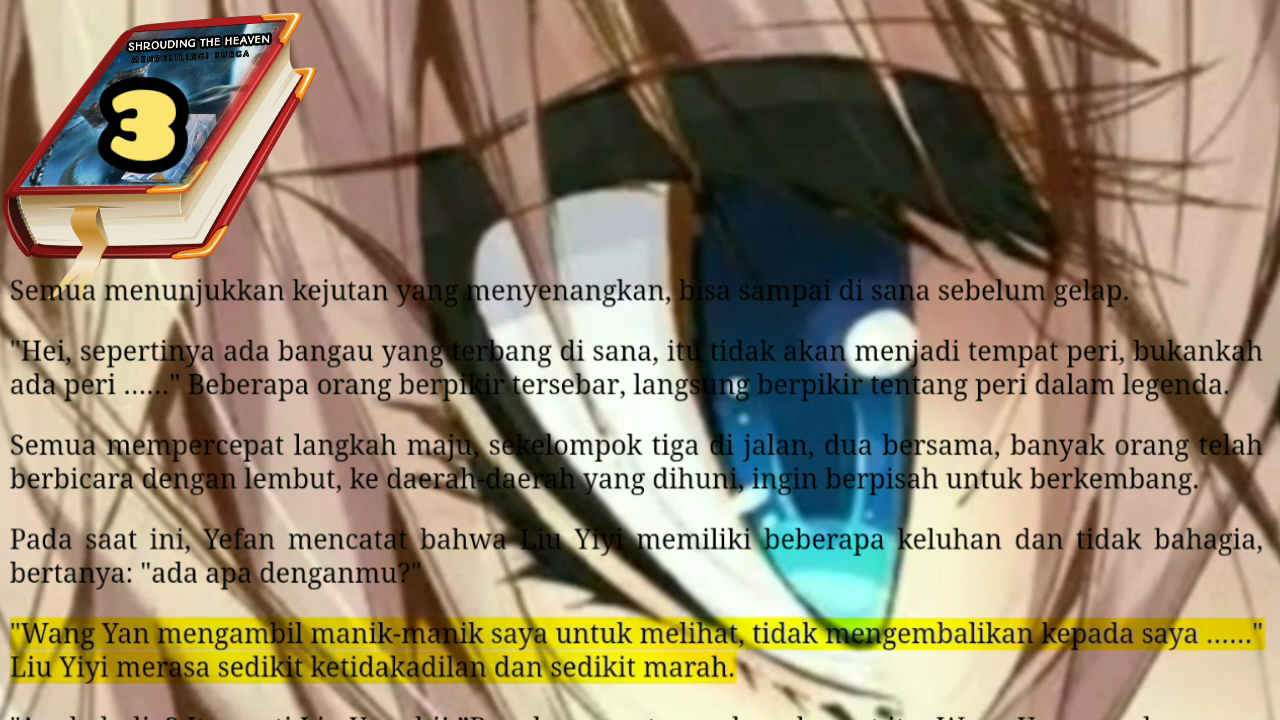 SHROUDING THE HEAVEN
MENGELILINGI SURGA
3
Semua menunjukkan kejutan yang menyenangkan, bisa sampai di sana sebelum gelap.
"Hei, sepertinya ada bangau yang terbang di sana, itu tidak akan menjadi tempat peri, bukankah
ada peri ……" Beberapa orang berpikir tersebar, langsung berpikir tentang peri dalam legenda.
Semua mempercepat langkah maju, sekelompok tiga di jalan, dua bersama, banyak orang telah
berbicara dengan lembut, ke daerah-daerah yang dihuni, ingin berpisah untuk berkembang.
Pada saat ini, Yefan mencatat bahwa Liu Yiyi memiliki beberapa keluhan dan tidak bahagia,
bertanya: "ada apa denganmu?"
"Wang Yan mengambil manik-manik saya untuk melihat, tidak mengembalikan kepada saya ……"
Liu Yiyi merasa sedikit ketidakadilan dan sedikit marah.